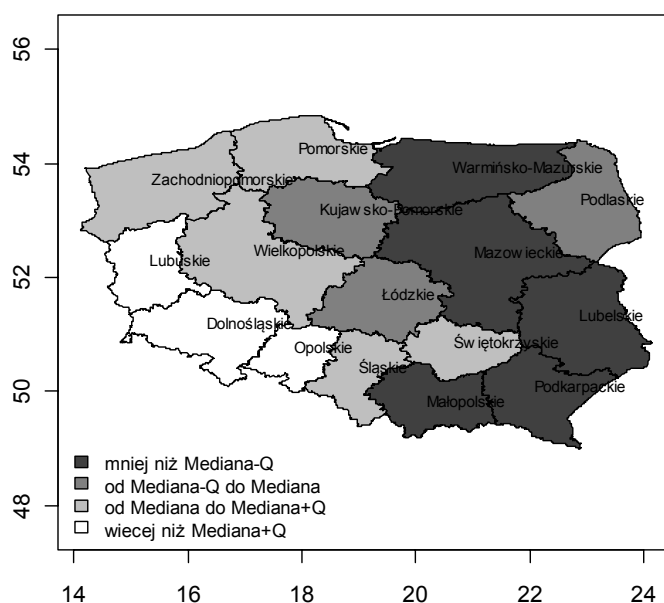 56
54
52
50
48
Pomorskie
Warmińsko-Mazurskie
Zachodniopomorskie
Podlaskie
Kujawsko-Pomorskie
Wielkopolskie
Mazowieckie
Lubuskie
Łódzkie
Lubelskie
Dolnośląskie
Opolskie
Świętokrzyskie
Śląskie
Podkarpackie
Małopolskie
mniej niż Mediana-Q
od Mediana-Q do Mediana
od Mediana do Mediana+Q
wiecej niż Mediana+Q
14 16 18 20 22 24